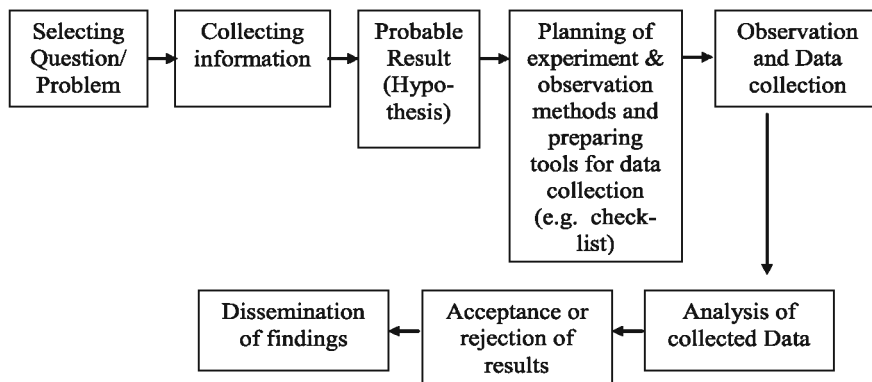 Selecting
Question/
Problem
Collecting
information
Probable
Result
(Hypo-
thesis)
Planning of
experiment &
observation
methods and
preparing
tools for data
collection
(e.g. check-
list)
Observation
and Data
collection
Analysis of
collected Data
Acceptance or
rejection of
results
Dissemination
of findings